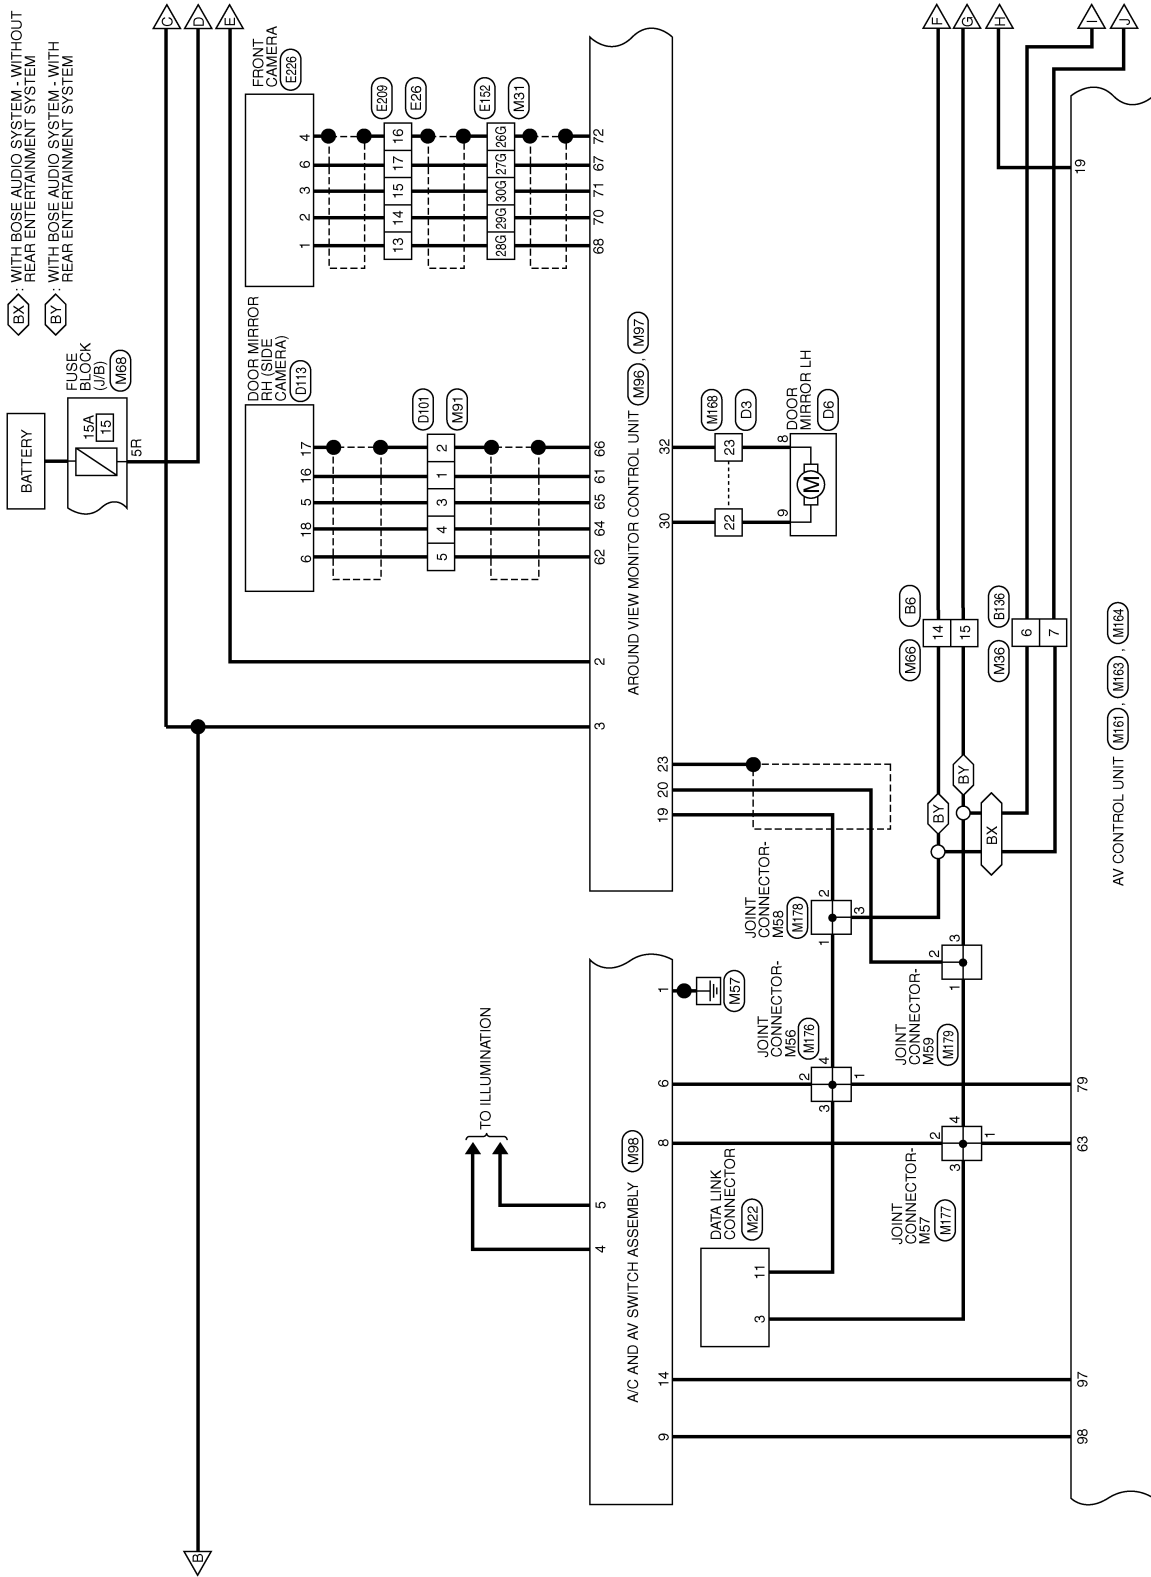 BX : WITH BOSE AUDIO SYSTEM - WITHOUT
REAR ENTERTAINMENT SYSTEM
BY : WITH BOSE AUDIO SYSTEM - WITH
REAR ENTERTAINMENT SYSTEM
BATTERY
FUSE
BLOCK
(J/B)
M68
15A
15
5R
B
C
D
E
DOOR MIRROR
RH (SIDE
CAMERA)
D113
6 18 5 16 17
D101
M91
5 4 3 1 2
62 64 65 61 66
FRONT
CAMERA
E226
1 2 3 6 4
E209
E26
13 14 15 17 16
E152
M31
28G 29G 30G 27G 26G
68 70 71 67 72
3
2
AROUND VIEW MONITOR CONTROL UNIT M96 , M97
19 20 23
30
32
M168
D3
22
23
DOOR
MIRROR LH
D6
9
8
M
TO ILLUMINATION
4
5
A/C AND AV SWITCH ASSEMBLY M98
9
14
8
6
1
M57
DATA LINK
CONNECTOR
M22
3
11
JOINT
CONNECTOR-
M56
M176
3
2
4
1
JOINT
CONNECTOR-
M58
M178
1
2
3
JOINT
CONNECTOR-
M57
M177
3
2
4
1
JOINT
CONNECTOR-
M59
M179
1
2
3
BY
BY
BX
M66
B6
14
15
M36
B136
6
7
F
G
H
I
J
98
97
63
79
19
AV CONTROL UNIT M161 , M163 , M164